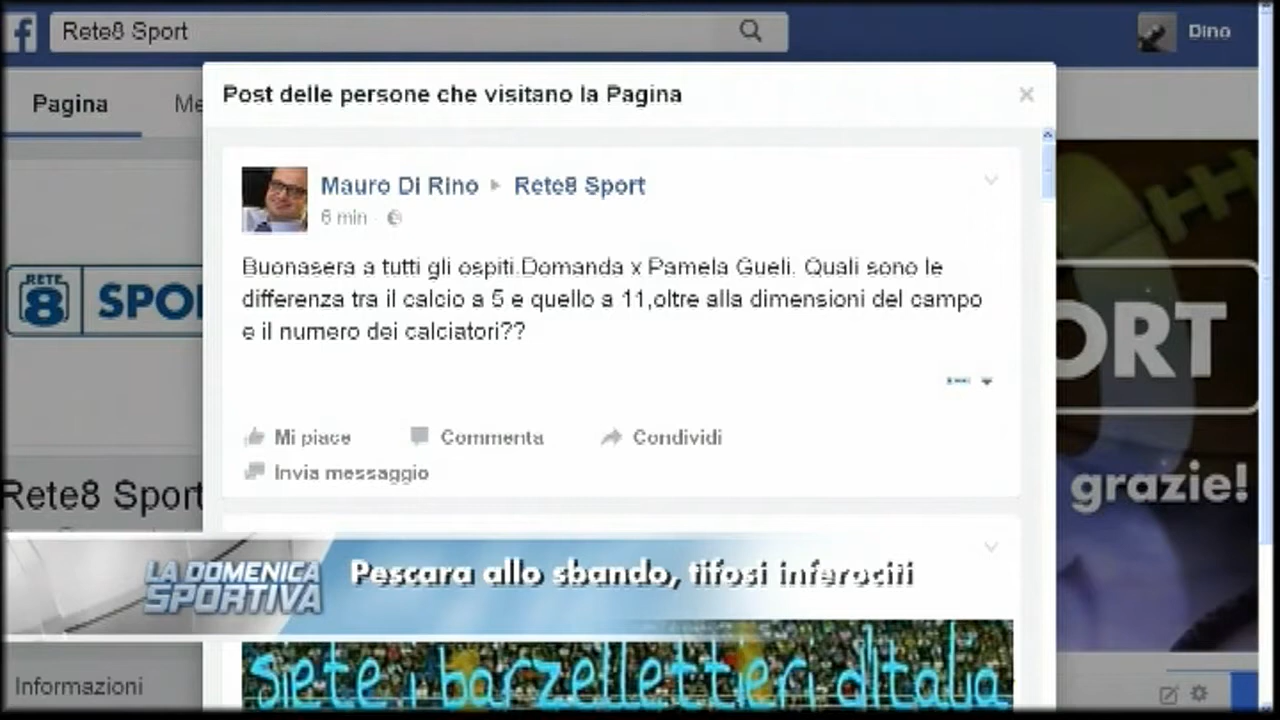 Rete8 Sport
Dino
Pagina
Me
Post delle persone che visitano la Pagina
Mauro Di Rino
Rete8 Sport
6 min
Buonasera a tutti gli ospiti.Domanda x Pamela Gueli. Quali sono le
differenza tra il calcio a 5 e quello a 11,oltre alla dimensioni del campo
e il numero dei calciatori??
RETE
8
SPO
ORT
Mi piace
Commenta
Condividi
Invia messaggio
grazie!
Rete8 Sport
LA DOMENICA
SPORTIVA
Pescara allo sbando, tifosi inferociti
Siete i barzellettieri d'Italia
Informazioni